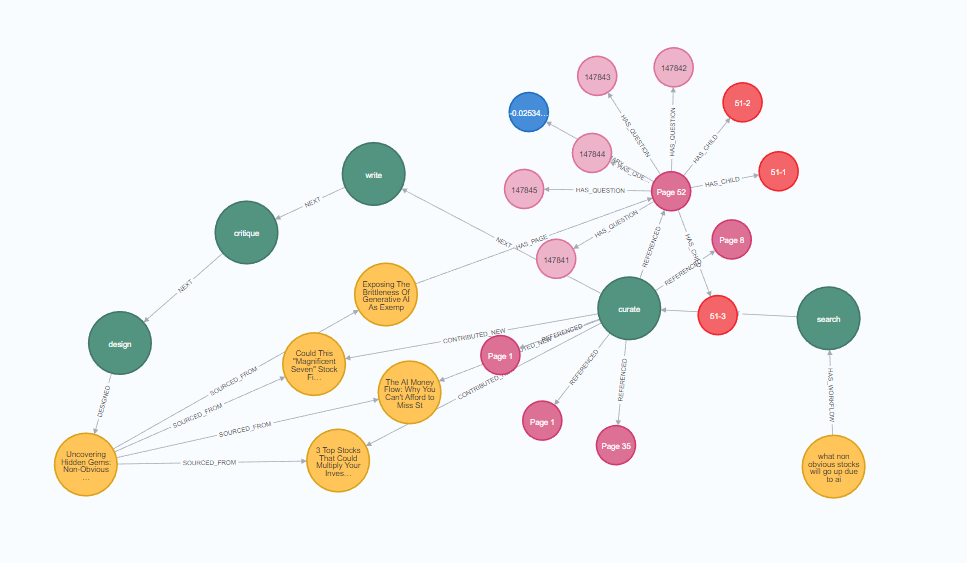 147842
147843
51-2
-0.02534...
HAS_QUESTION
HAS_QUESTION
HAS_CHILD
147844
51-1
write
HAS_CHILD
147845
HAS_QUESTION
Page 52
NEXT
HAS_QUESTION
critique
NEXT
HAS_PAGE
REFERENCED
Page 8
147841
REFERENCED
NEXT
Exposing The
Brittleness Of
Generative AI
As Exemp
curate
51-3
search
design
CONTRIBUTED_NEW
REFERENCED
Could This
"Magnificent
Seven" Stock
Fi...
Page 1
SOURCED_FROM
REFERENCED
REFERENCED
HAS_WORKFLOW
The AI Money
Flow: Why You
Can't Afford to
Miss St
DESIGNED
SOURCED_FROM
Page 1
SOURCED_FROM
Page 35
Uncovering
Hidden Gems:
Non-Obvious
...
SOURCED_FROM
3 Top Stocks
That Could
Multiply Your
Inves...
what non
obvious stocks
will go up due
to ai